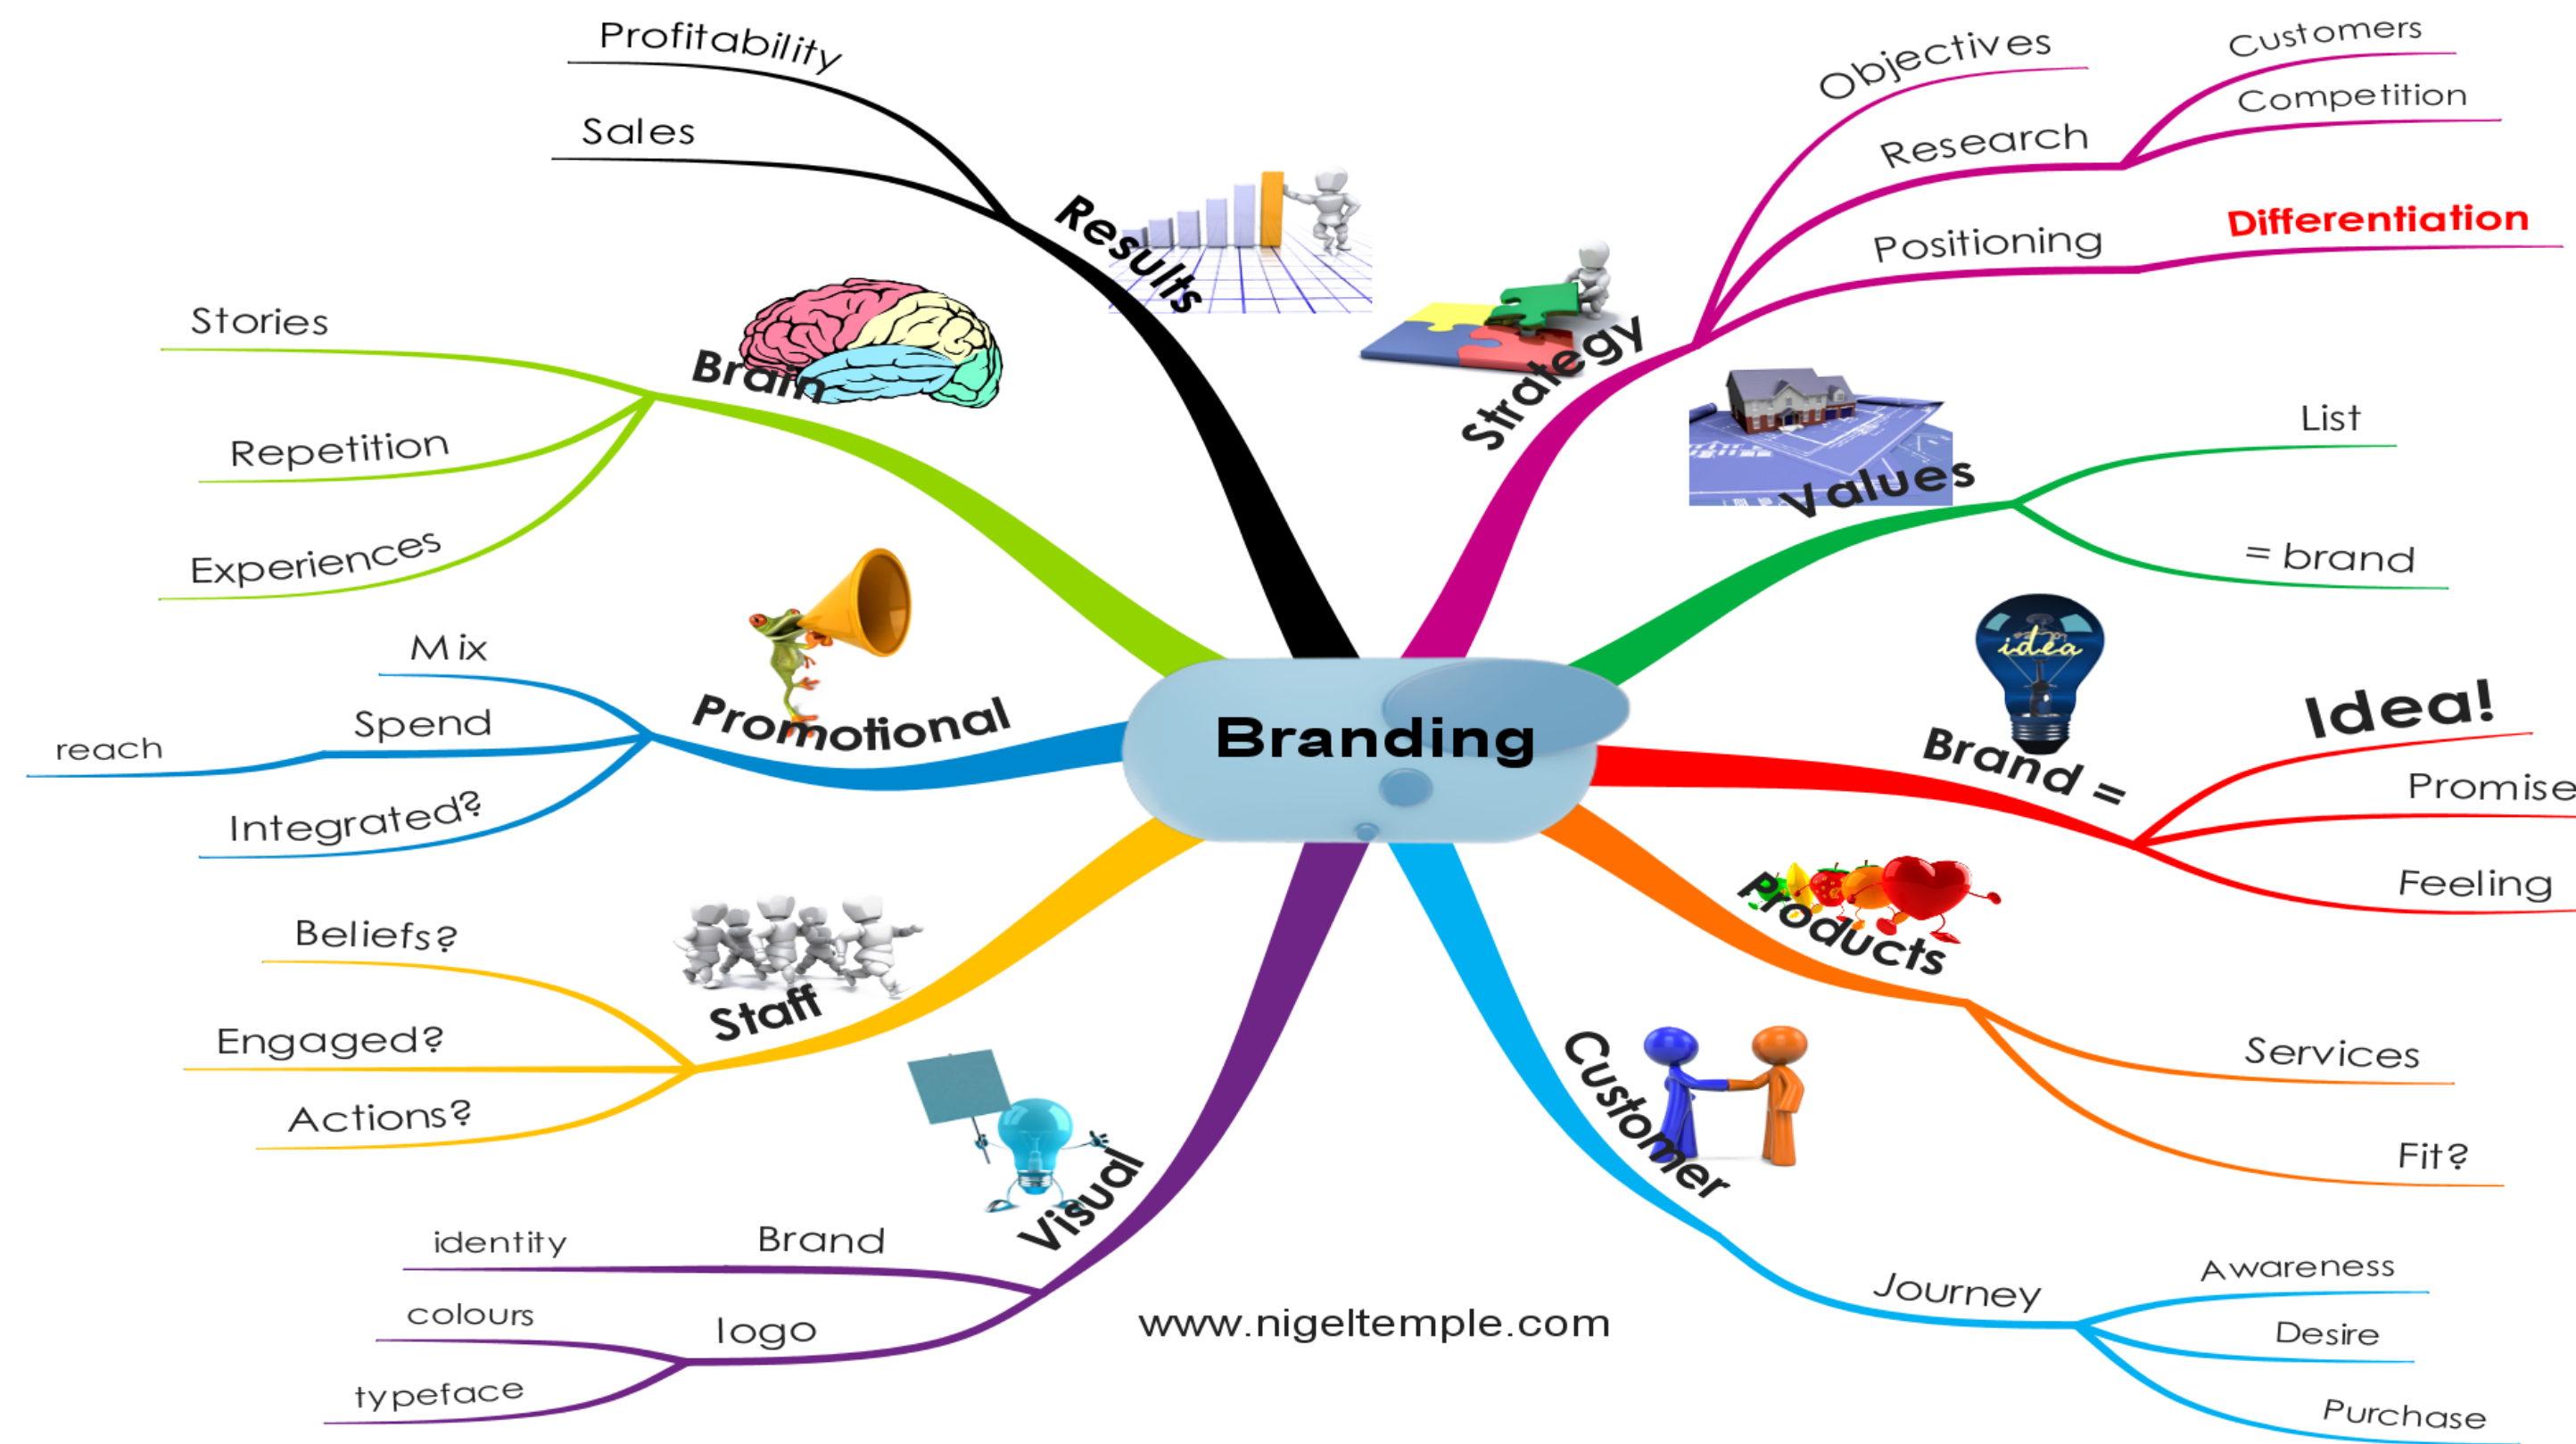 Branding
Strategy
Objectives
Research
Customers
Competition
Positioning
Differentiation
Values
List
= brand
idea
Brand =
Idea!
Promise
Feeling
Products
Services
Fit?
Customer
Journey
Awareness
Desire
Purchase
Visual
Brand
identity
logo
colours
typeface
Staff
Beliefs?
Engaged?
Actions?
Promotional
Mix
Spend
reach
Integrated?
Brain
Stories
Repetition
Experiences
Results
Profitability
Sales
www.nigeltemple.com